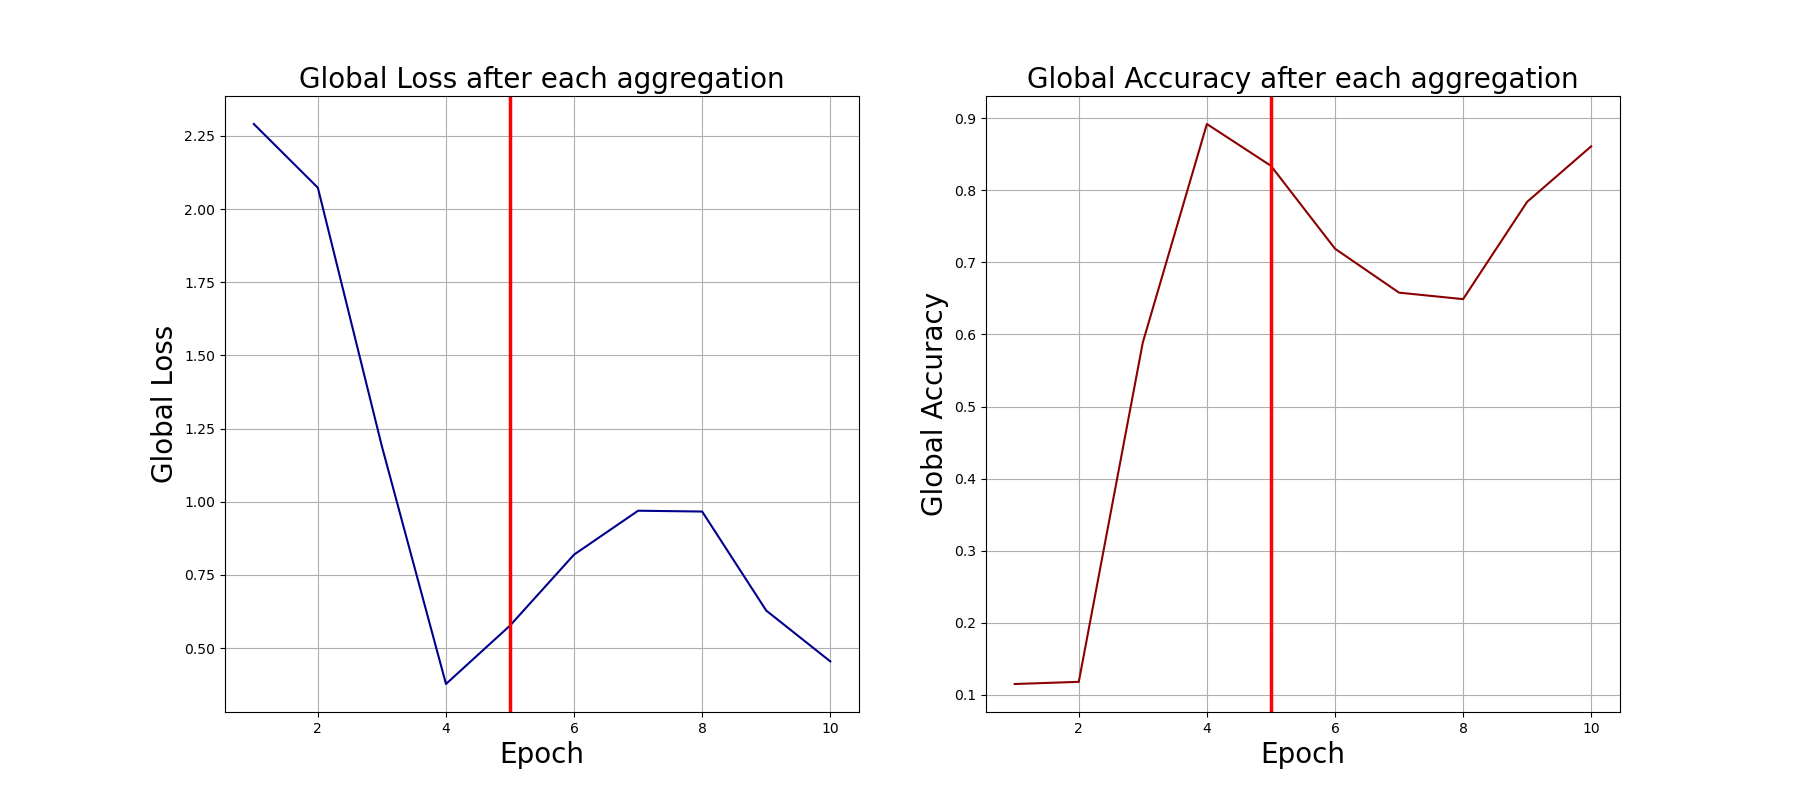 Global Loss after each aggregation
Global Loss
2.25
2.00
1.75
1.50
1.25
1.00
0.75
0.50
2 4 6 8 10
Epoch
Global Accuracy after each aggregation
Global Accuracy
0.9
0.8
0.7
0.6
0.5
0.4
0.3
0.2
0.1
2 4 6 8 10
Epoch